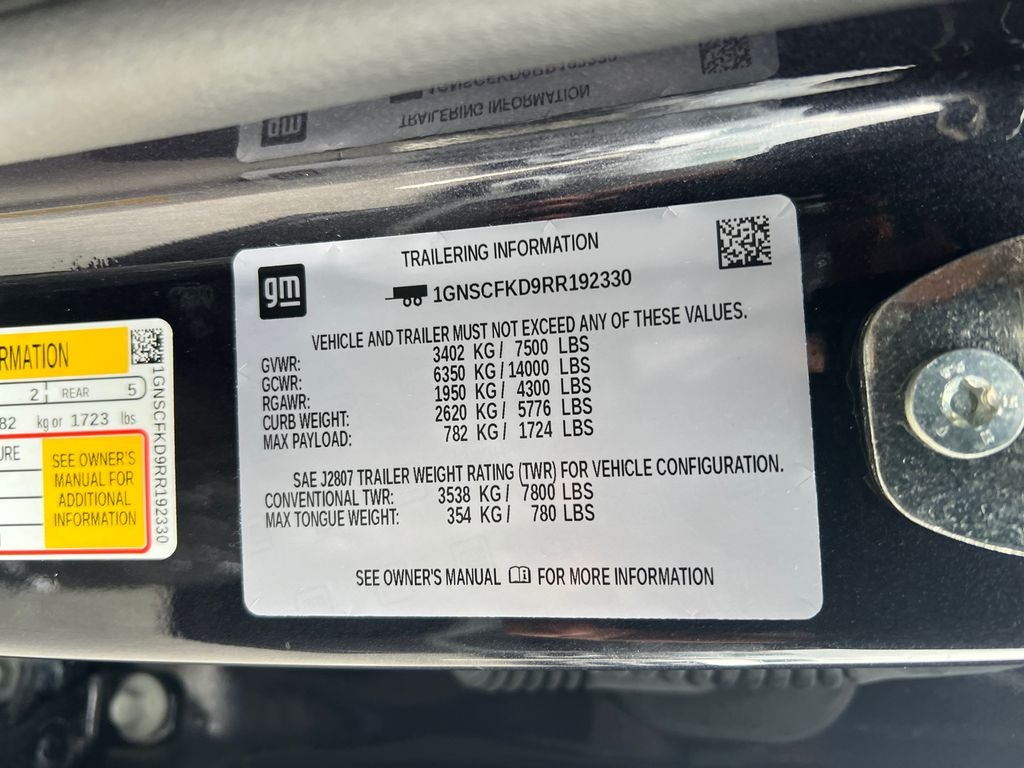 1GNSCFKD9RR192330
TRAILERING INFORMATION
gm
TRAILERING INFORMATION
gm
1GNSCFKD9RR192330
VEHICLE AND TRAILER MUST NOT EXCEED ANY OF THESE VALUES.
GVWR: 3402 KG / 7500 LBS
GCWR: 6350 KG / 14000 LBS
RGAWR: 1950 KG / 4300 LBS
CURB WEIGHT: 2620 KG / 5776 LBS
MAX PAYLOAD: 782 KG / 1724 LBS
SAE J2807 TRAILER WEIGHT RATING (TWR) FOR VEHICLE CONFIGURATION.
CONVENTIONAL TWR: 3538 KG / 7800 LBS
MAX TONGUE WEIGHT: 354 KG / 780 LBS
SEE OWNER'S MANUAL FOR MORE INFORMATION
RMATION
2 REAR 5
82 kg or 1723 lbs
URE
SEE OWNER'S
MANUAL FOR
ADDITIONAL
INFORMATION
1GNSCFKD9RR192330